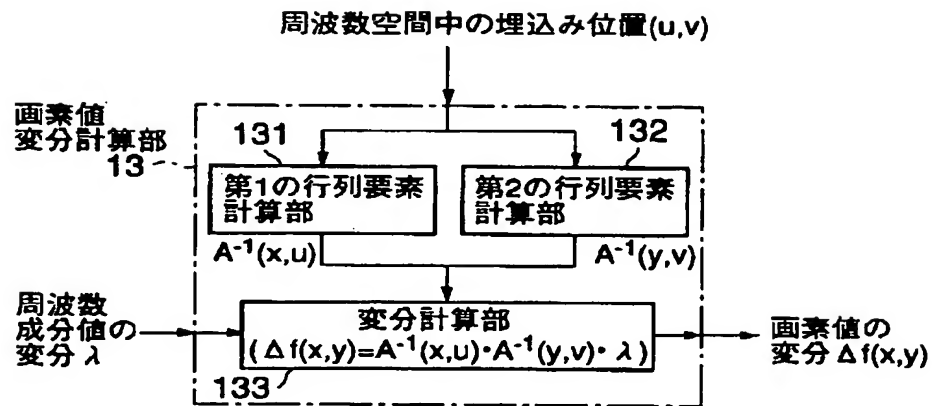 周波数空間中の埋込み位置(u,v)
画素値
変分計算部
13
131
132
第1の行列要素
計算部
第2の行列要素
計算部
A⁻¹(x,u)
A⁻¹(y,v)
周波数
成分値の
変分λ
変分計算部
(Δf(x,y)=A⁻¹(x,u)・A⁻¹(y,v)・λ)
133
画素値の
変分Δf(x,y)